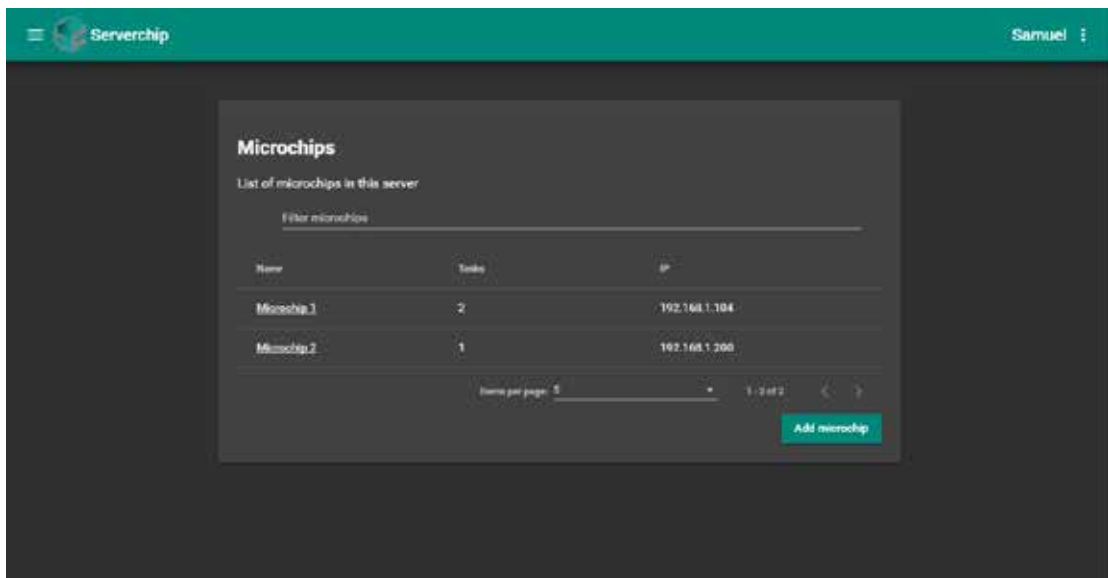 Serverchip
Samuel
Microchips
List of microchips in this server
Filter microchips
Name Tasks IP
Microchip 1 2 192.168.1.104
Microchip 2 1 192.168.1.200
Items per page: 5 1 - 2 of 2
Add microchip